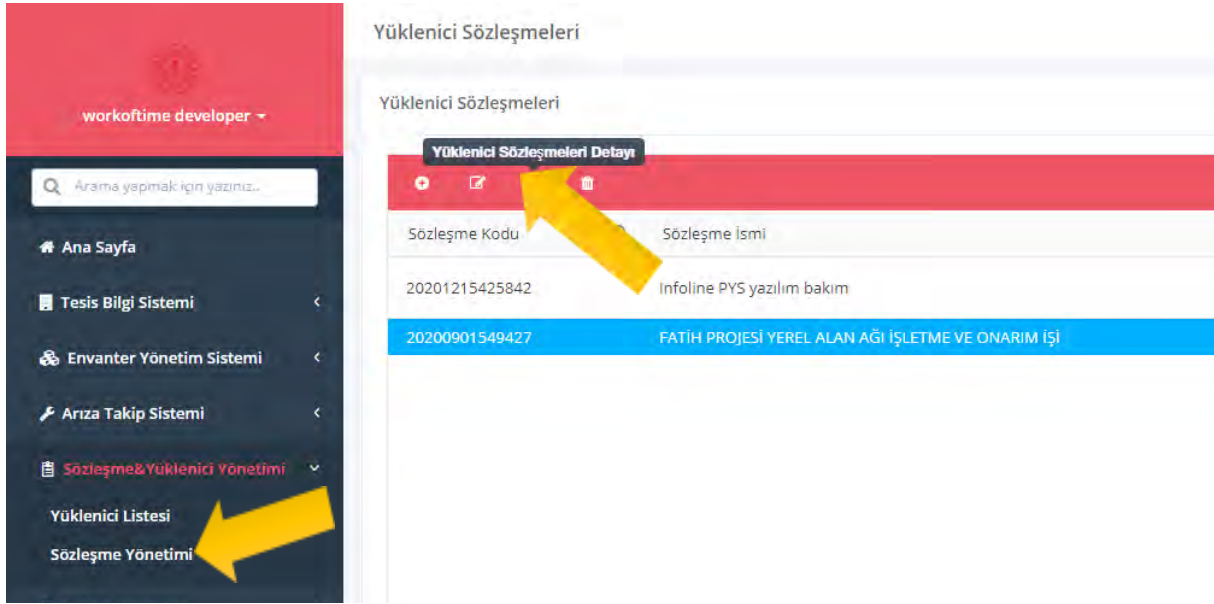 Yüklenici Sözleşmeleri
workoftime developer
Yüklenici Sözleşmeleri
Yüklenici Sözleşmeleri Detayı
Arama yapmak için yazınız..
Sözleşme Kodu Sözleşme İsmi
Ana Sayfa
20201215425842 Infoline PYS yazılım bakım
Tesis Bilgi Sistemi
20200901549427 FATİH PROJESİ YEREL ALAN AĞI İŞLETME VE ONARIM İŞİ
Envanter Yönetim Sistemi
Arıza Takip Sistemi
Sözleşme&Yüklenici Yönetimi
Yüklenici Listesi
Sözleşme Yönetimi